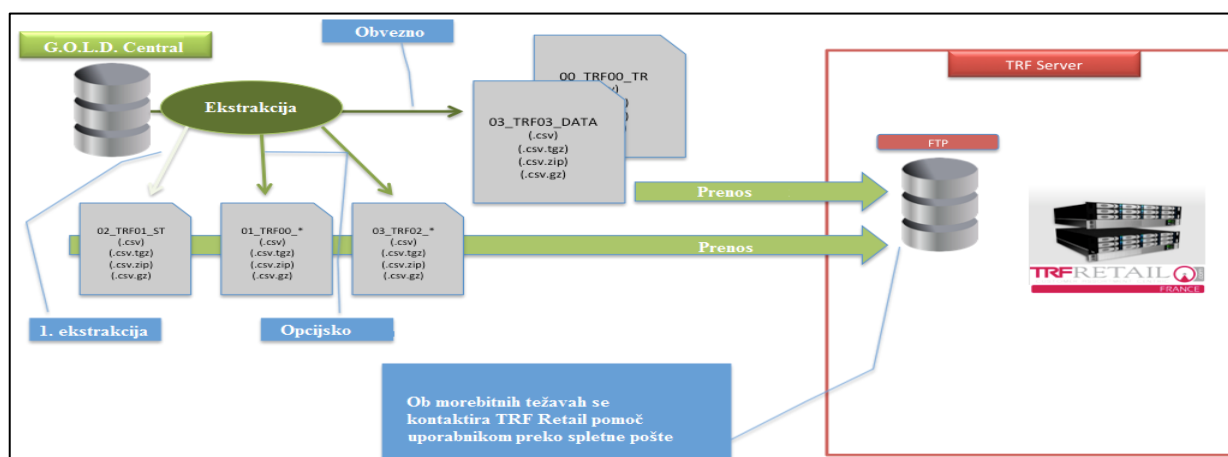 Obvezno
G.O.L.D. Central
TRF Server
Ekstrakcija
00_TRF00_TR
03_TRF03_DATA
(.csv)
(.csv.tgz)
(.csv.zip)
(.csv.gz)
FTP
Prenos
02_TRF01_ST
(.csv)
(.csv.tgz)
(.csv.zip)
(.csv.gz)
01_TRF00_*
(.csv)
(.csv.tgz)
(.csv.zip)
(.csv.gz)
03_TRF02_*
(.csv)
(.csv.tgz)
(.csv.zip)
(.csv.gz)
Prenos
TRF RETAIL
FRANCE
1. ekstrakcija
Opcijsko
Ob morebitnih težavah se
kontaktira TRF Retail pomoč
uporabnikom preko spletne pošte